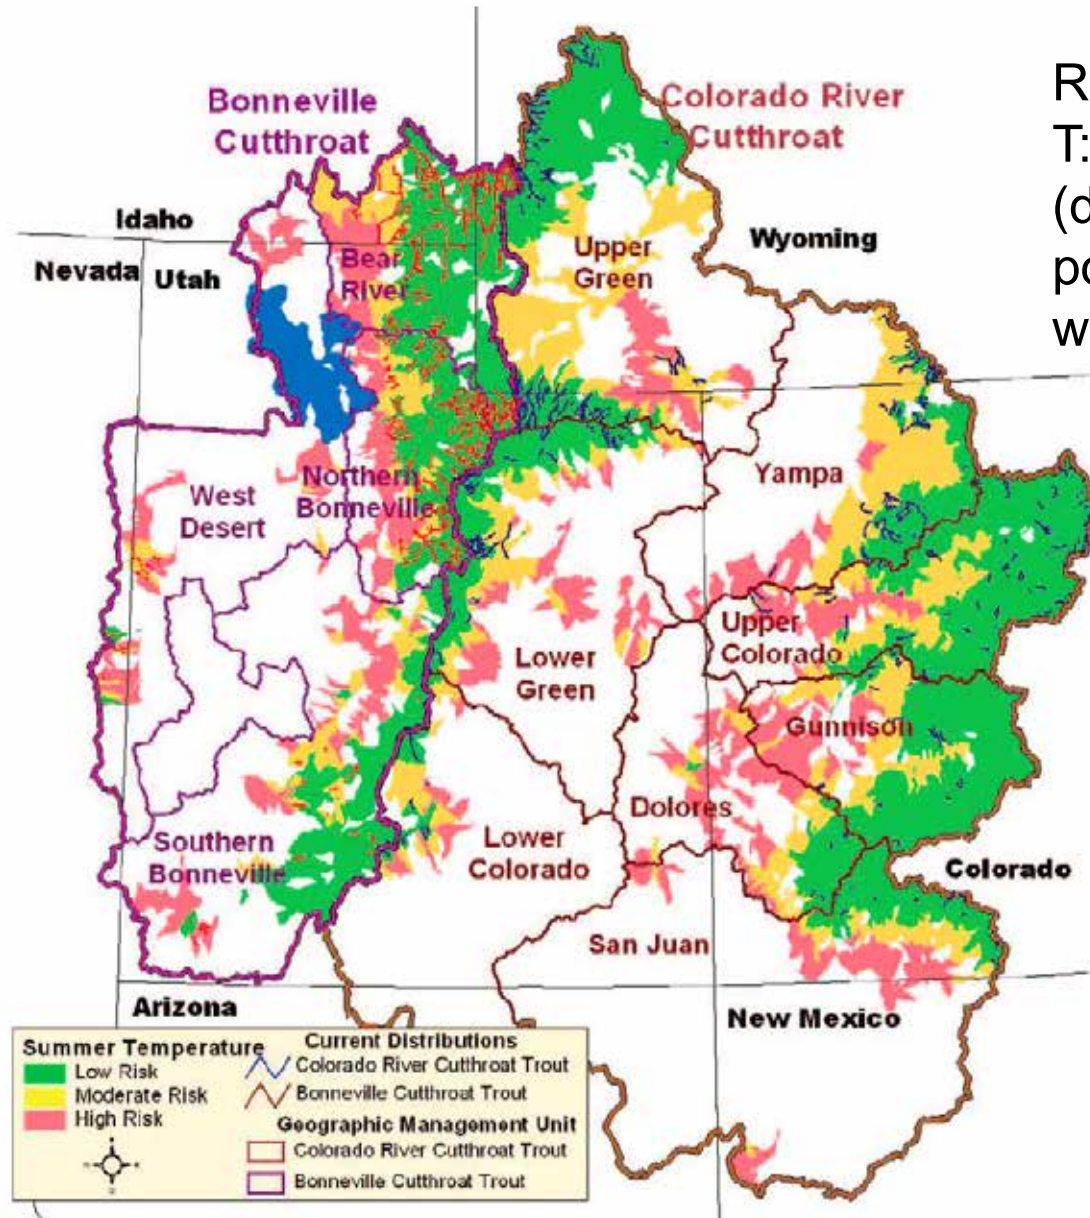 Bonneville
Cutthroat
Colorado River
Cutthroat
R
T:
(d
po
w
Idaho
Nevada
Utah
Bear
River
Upper
Green
Wyoming
Yampa
West
Desert
Northern
Bonneville
Upper
Colorado
Lower
Green
Gunnison
Dolores
Southern
Bonneville
Lower
Colorado
Colorado
San Juan
Arizona
New Mexico
Summer Temperature
Low Risk
Moderate Risk
High Risk
Current Distributions
Colorado River Cutthroat Trout
Bonneville Cutthroat Trout
Geographic Management Unit
Colorado River Cutthroat Trout
Bonneville Cutthroat Trout